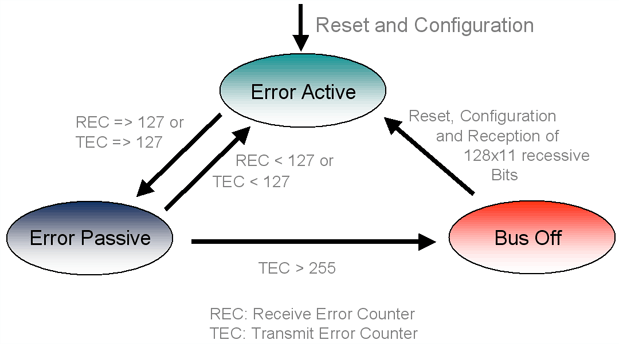 Reset and Configuration
Error Active
REC => 127 or
TEC => 127
REC < 127 or
TEC < 127
Reset, Configuration
and Reception of
128x11 recessive
Bits
Error Passive
Bus Off
TEC > 255
REC: Receive Error Counter
TEC: Transmit Error Counter